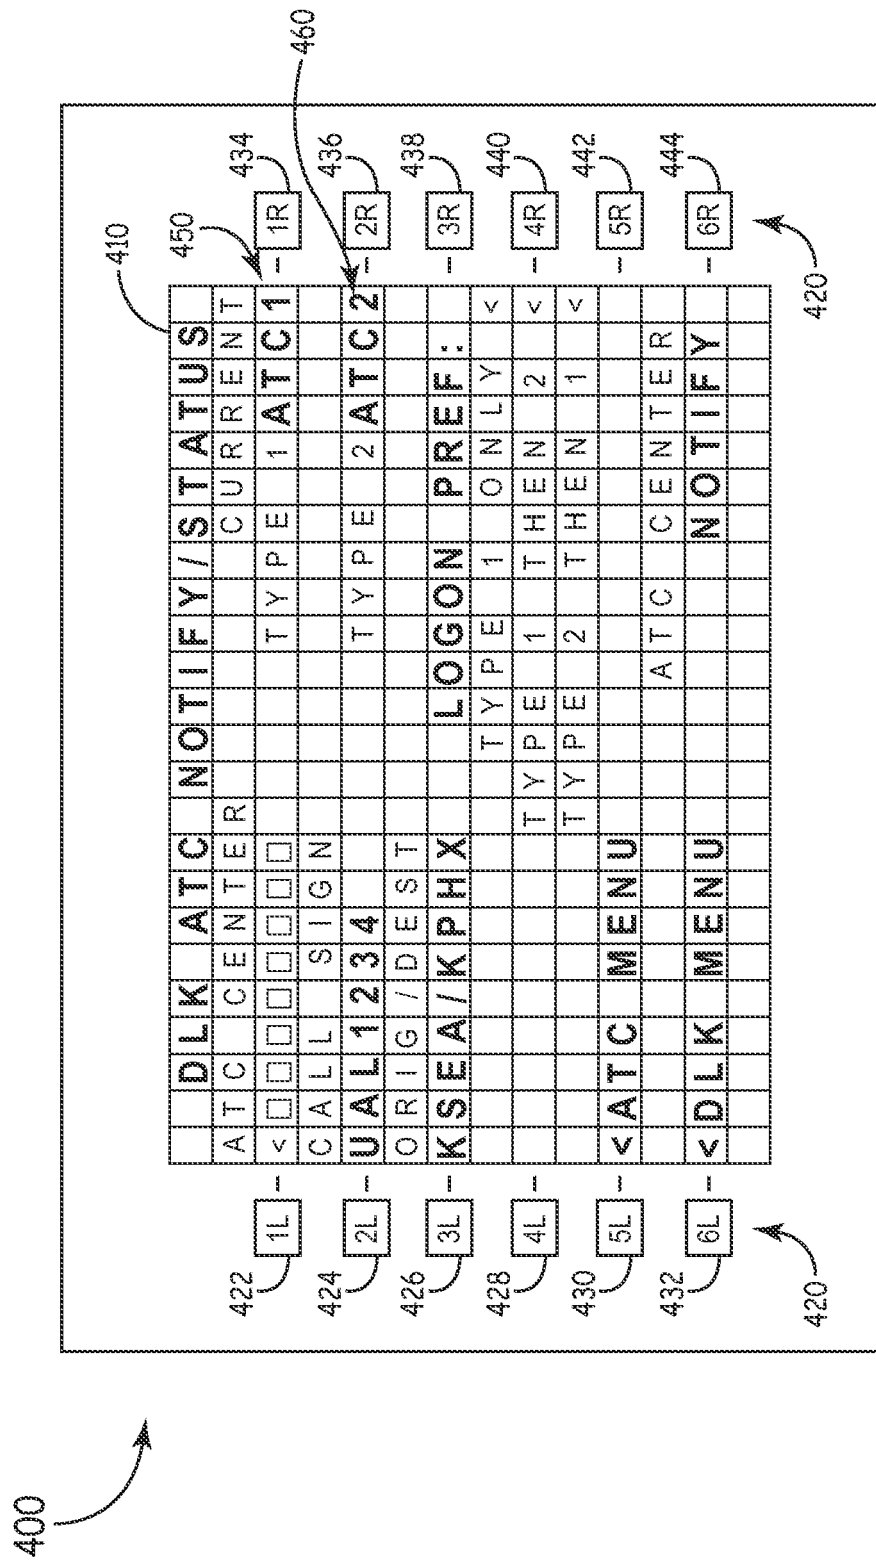 400
410
460
DLK ATC NOTIFY/STATUS
ATC CENTER CURRENT
450
422 1L <□□□□□□□□ TYPE 1 ATC1 1R 434
CALL SIGN
424 2L UAL1234 TYPE 2 ATC2 2R 436
ORIG/DEST
426 3L KSEA/KPHX LOGON PREF: 3R 438
TYPE 1 ONLY <
428 4L TYPE 1 THEN 2 < 4R 440
TYPE 2 THEN 1 <
430 5L <ATC MENU 5R 442
ATC CENTER
432 6L <DLK MENU NOTIFY 6R 444
420 420